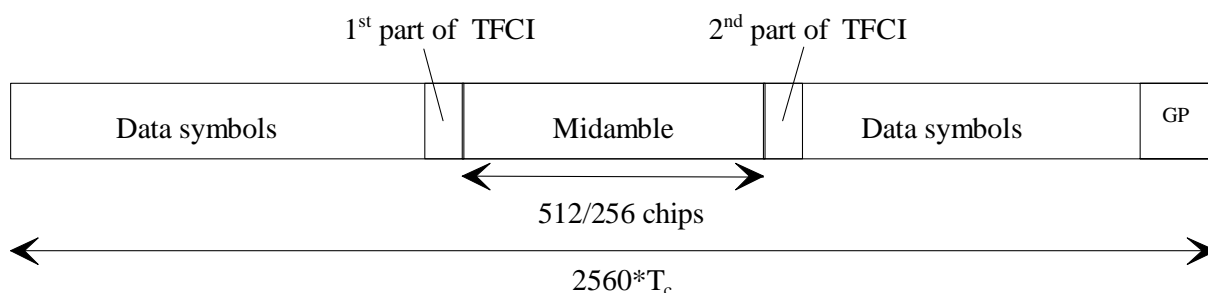 1st part of TFCI
2nd part of TFCI
Data symbols
Midamble
Data symbols
GP
512/256 chips
2560*Tc